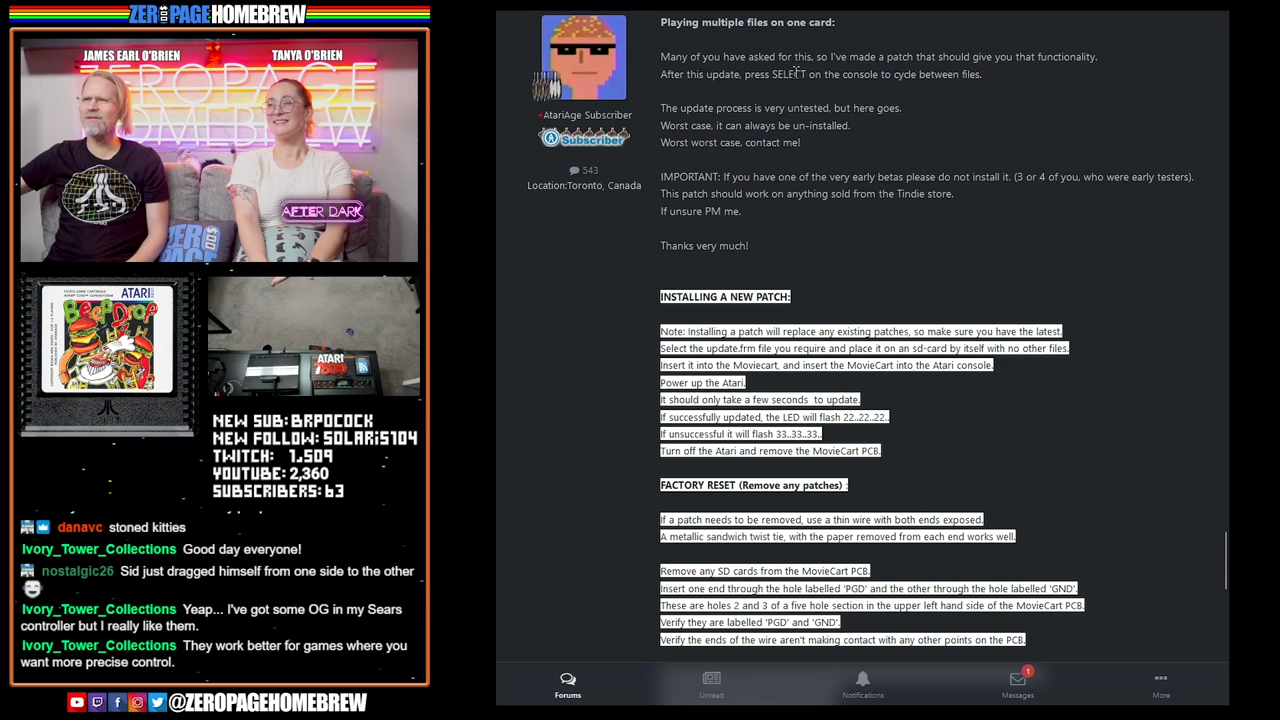 ZEROPAGE HOMEBREW
JAMES EARL O'BRIEN
TANYA O'BRIEN
ZEROPAGE
HOMEBREW
AFTER DARK
ATARI
BeefDrop
ATARI
7800
NEW SUB: BRPOCOCK
NEW FOLLOW: SOLARIS104
TWITCH: 1,509
YOUTUBE: 2,360
SUBSCRIBERS: 63
danavc stoned kitties
Ivory_Tower_Collections Good day everyone!
nostalgic26 Sid just dragged himself from one side to the other
Ivory_Tower_Collections Yeap... I've got some OG in my Sears
controller but I really like them.
Ivory_Tower_Collections They work better for games where you
want more precise control.
@ZEROPAGEHOMEBREW
+AtariAge Subscriber
Subscriber
543
Location:Toronto, Canada
Playing multiple files on one card:
Many of you have asked for this, so I've made a patch that should give you that functionality.
After this update, press SELECT on the console to cycle between files.
The update process is very untested, but here goes.
Worst case, it can always be un-installed.
Worst worst case, contact me!
IMPORTANT: If you have one of the very early betas please do not install it. (3 or 4 of you, who were early testers).
This patch should work on anything sold from the Tindie store.
If unsure PM me.
Thanks very much!
INSTALLING A NEW PATCH:
Note: Installing a patch will replace any existing patches, so make sure you have the latest.
Select the update.frm file you require and place it on an sd-card by itself with no other files.
Insert it into the Moviecart, and insert the MovieCart into the Atari console.
Power up the Atari.
It should only take a few seconds to update.
If successfully updated, the LED will flash 22..22..22..
If unsuccessful it will flash 33..33..33..
Turn off the Atari and remove the MovieCart PCB.
FACTORY RESET (Remove any patches) :
If a patch needs to be removed, use a thin wire with both ends exposed.
A metallic sandwich twist tie, with the paper removed from each end works well.
Remove any SD cards from the MovieCart PCB.
Insert one end through the hole labelled 'PGD' and the other through the hole labelled 'GND'.
These are holes 2 and 3 of a five hole section in the upper left hand side of the MovieCart PCB.
Verify they are labelled 'PGD' and 'GND'.
Verify the ends of the wire aren't making contact with any other points on the PCB.
Forums
Unread
Notifications
1
Messages
More